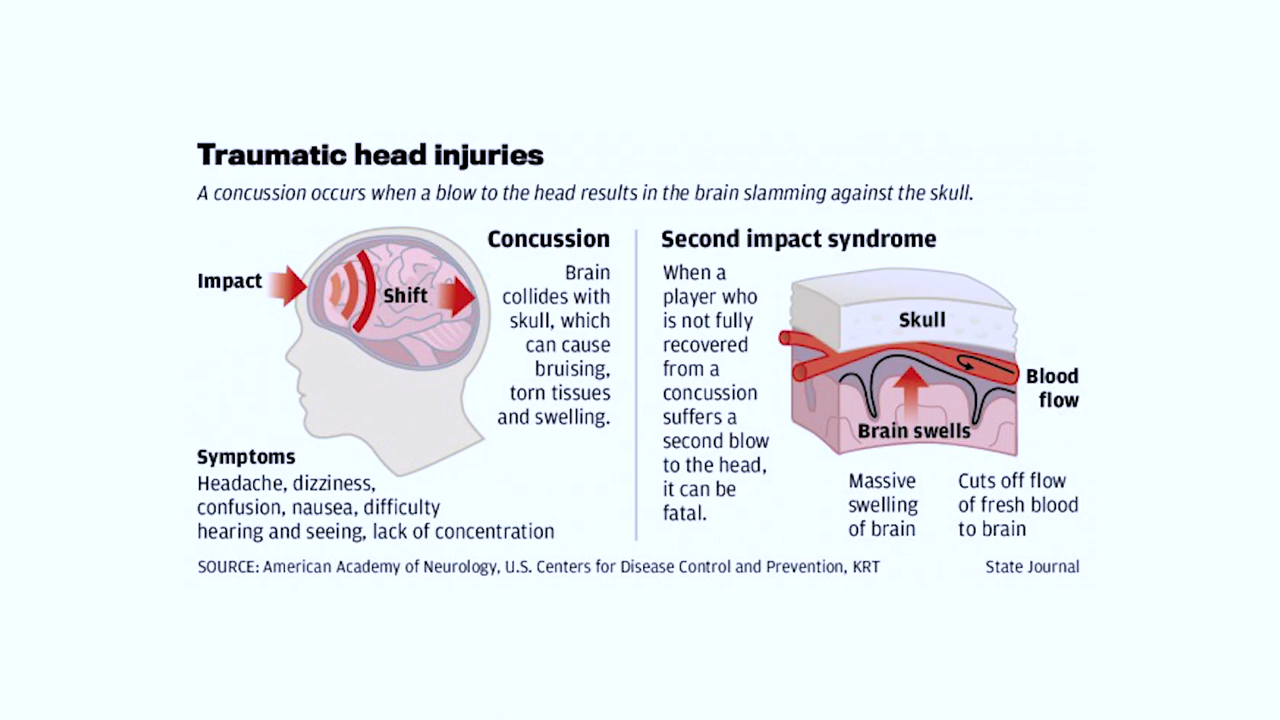 Traumatic head injuries
A concussion occurs when a blow to the head results in the brain slamming against the skull.
Concussion
Impact
Shift
Brain
collides with
skull, which
can cause
bruising,
torn tissues
and swelling.
Symptoms
Headache, dizziness,
confusion, nausea, difficulty
hearing and seeing, lack of concentration
Second impact syndrome
When a
player who
is not fully
recovered
from a
concussion
suffers a
second blow
to the head,
it can be
fatal.
Skull
Blood
flow
Brain swells
Massive
swelling
of brain
Cuts off flow
of fresh blood
to brain
SOURCE: American Academy of Neurology, U.S. Centers for Disease Control and Prevention, KRT
State Journal